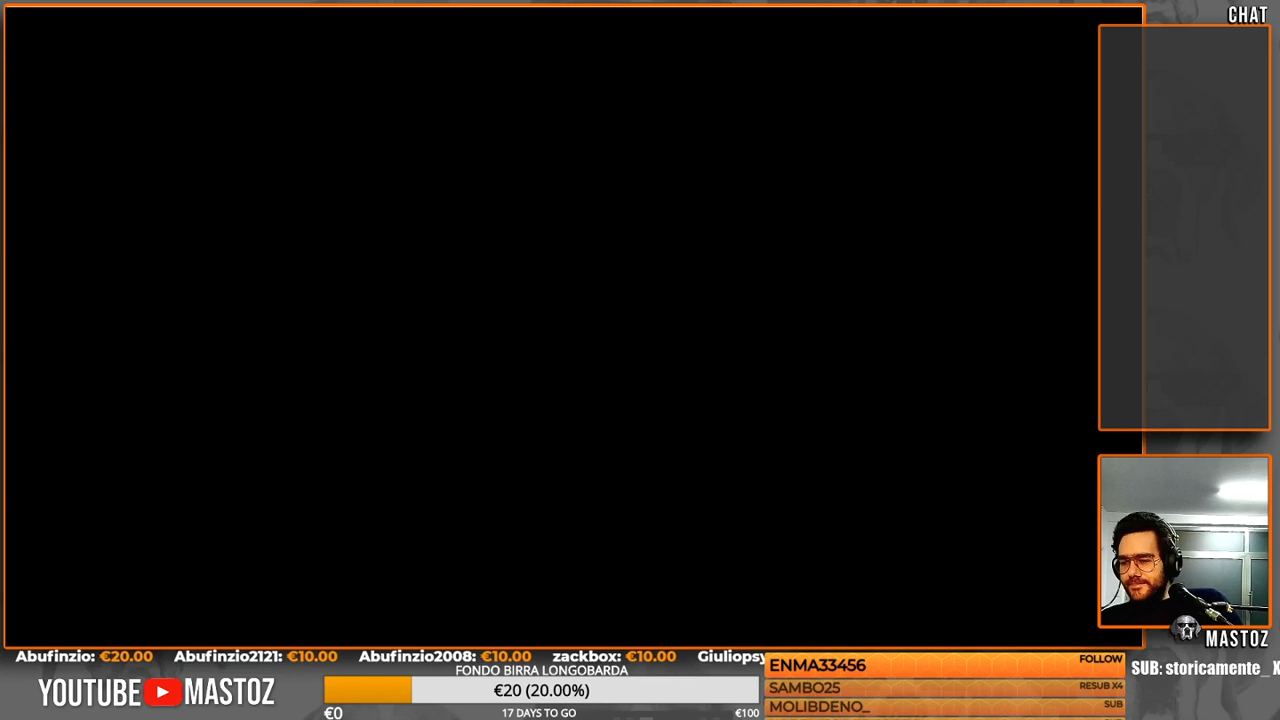 CHAT
MASTOZ
Abufinzio: €20.00 Abufinzio2121: €10.00 Abufinzio2008: €10.00 zackbox: €10.00 Giuliopsy
FONDO BIRRA LONGOBARDA
€20 (20.00%)
€0 17 DAYS TO GO €100
YOUTUBE MASTOZ
ENMA33456 FOLLOW
SAMBO25 RESUB X4
MOLIBDENO_ SUB
SUB: storicamente_ X